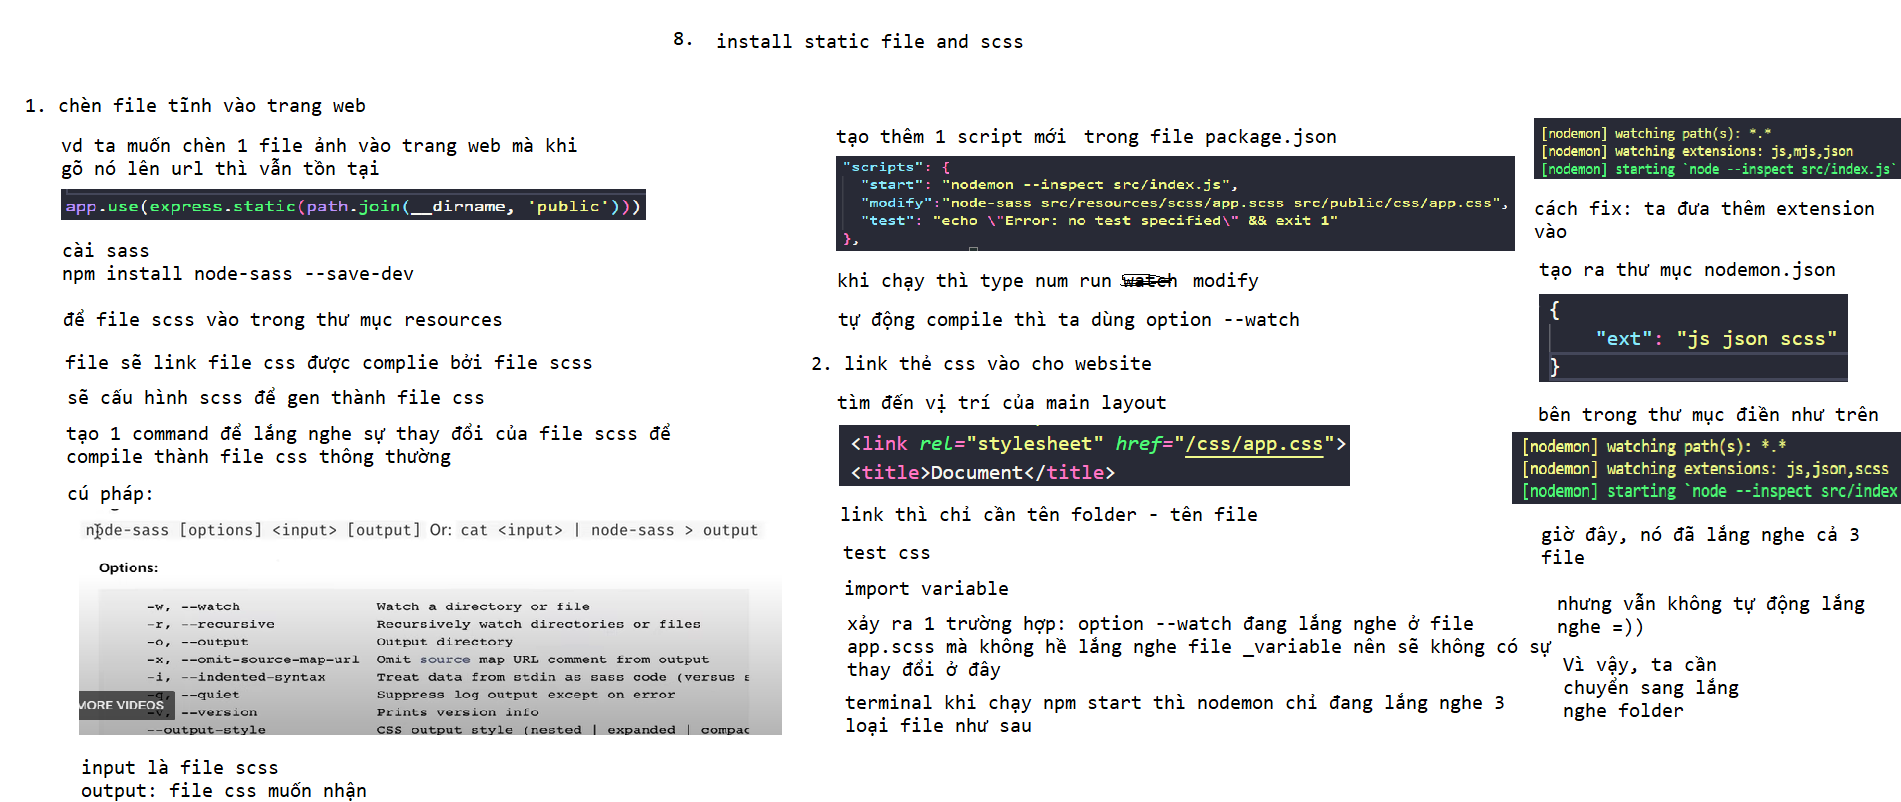 8. install static file and scss
1. chèn file tĩnh vào trang web
vd ta muốn chèn 1 file ảnh vào trang web mà khi
gõ nó lên url thì vẫn tồn tại
app.use(express.static(path.join(__dirname, 'public')))
cài sass
npm install node-sass --save-dev
để file scss vào trong thư mục resources
file sẽ link file css được complie bởi file scss
sẽ cấu hình scss để gen thành file css
tạo 1 command để lắng nghe sự thay đổi của file scss để
compile thành file css thông thường
cú pháp:
node-sass [options] <input> [output] Or: cat <input> | node-sass > output
Options:
-w, --watch Watch a directory or file
-r, --recursive Recursively watch directories or files
-o, --output Output directory
-x, --omit-source-map-url Omit source map URL comment from output
-i, --indented-syntax Treat data from stdin as sass code (versus s
-q, --quiet Suppress log output except on error
MORE VIDEOS
-v, --version Prints version info
--output-style CSS output style (nested | expanded | compac
input là file scss
output: file css muốn nhận
tạo thêm 1 script mới trong file package.json
"scripts": {
"start": "nodemon --inspect src/index.js",
"modify":"node-sass src/resources/scss/app.scss src/public/css/app.css",
"test": "echo \"Error: no test specified\" && exit 1"
},
khi chạy thì type num run watch modify
tự động compile thì ta dùng option --watch
2. link thẻ css vào cho website
tìm đến vị trí của main layout
<link rel="stylesheet" href="/css/app.css">
<title>Document</title>
link thì chỉ cần tên folder - tên file
test css
import variable
xảy ra 1 trường hợp: option --watch đang lắng nghe ở file
app.scss mà không hề lắng nghe file _variable nên sẽ không có sự
thay đổi ở đây
terminal khi chạy npm start thì nodemon chỉ đang lắng nghe 3
loại file như sau
[nodemon] watching path(s): *.*
[nodemon] watching extensions: js,mjs,json
[nodemon] starting `node --inspect src/index.js`
cách fix: ta đưa thêm extension
vào
tạo ra thư mục nodemon.json
{
"ext": "js json scss"
}
bên trong thư mục điền như trên
[nodemon] watching path(s): *.*
[nodemon] watching extensions: js,json,scss
[nodemon] starting `node --inspect src/index
giờ đây, nó đã lắng nghe cả 3
file
nhưng vẫn không tự động lắng
nghe =))
Vì vậy, ta cần
chuyển sang lắng
nghe folder